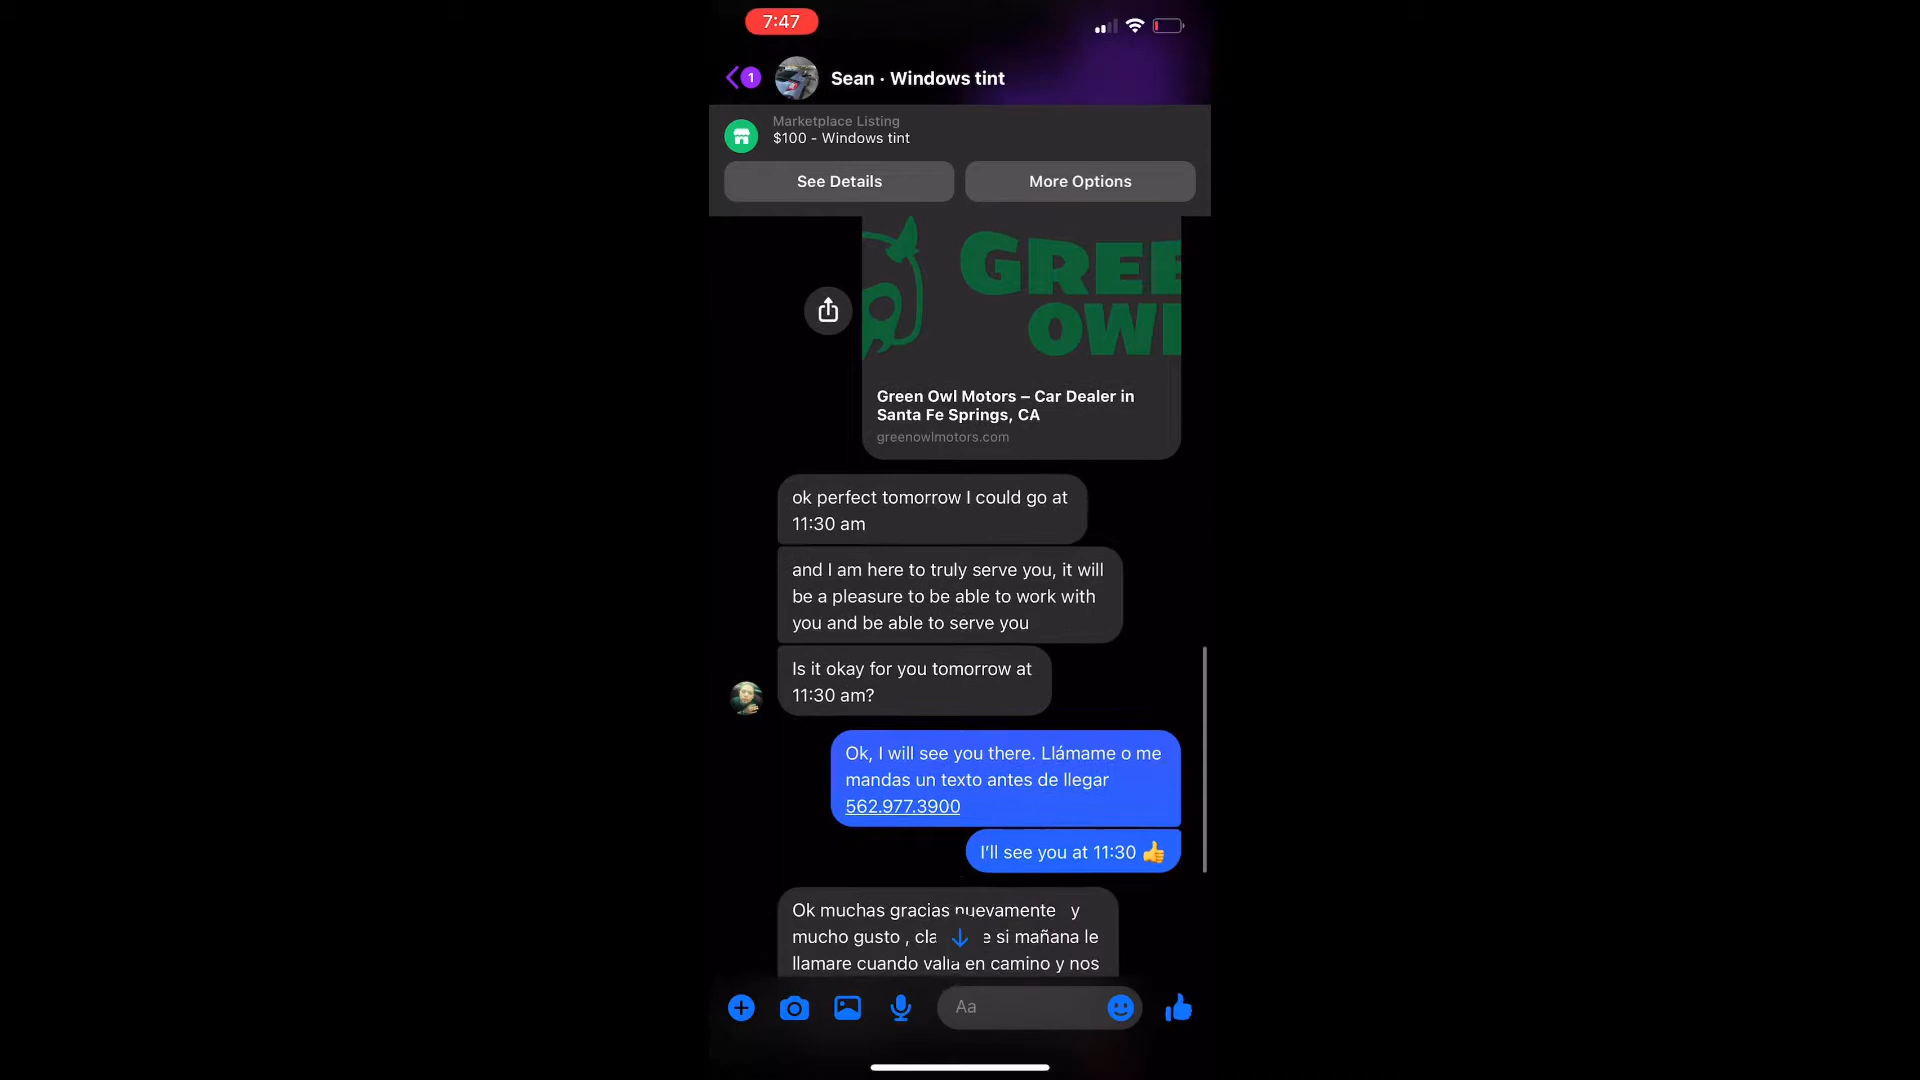 7:47
1
Sean · Windows tint
Marketplace Listing
$100 - Windows tint
See Details
More Options
GREE
OWL
Green Owl Motors – Car Dealer in
Santa Fe Springs, CA
greenowlmotors.com
ok perfect tomorrow I could go at
11:30 am
and I am here to truly serve you, it will
be a pleasure to be able to work with
you and be able to serve you
Is it okay for you tomorrow at
11:30 am?
Ok, I will see you there. Llámame o me
mandas un texto antes de llegar
562.977.3900
I'll see you at 11:30 👍
Ok muchas gracias nuevamente y
mucho gusto , cla e si mañana le
llamare cuando valla en camino y nos
Aa